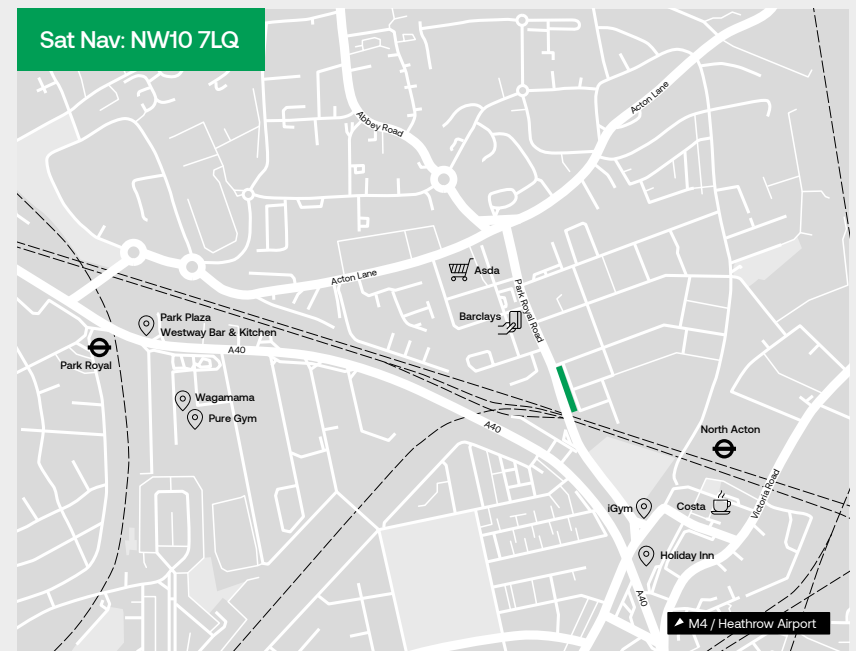 Sat Nav: NW10 7LQ
Abbey Road
Acton Lane
Acton Lane
Asda
Park Royal Road
Barclays
Park Plaza
Westway Bar & Kitchen
A40
Park Royal
Wagamama
Pure Gym
A40
North Acton
Victoria Road
iGym
Costa
Holiday Inn
A40
M4 / Heathrow Airport